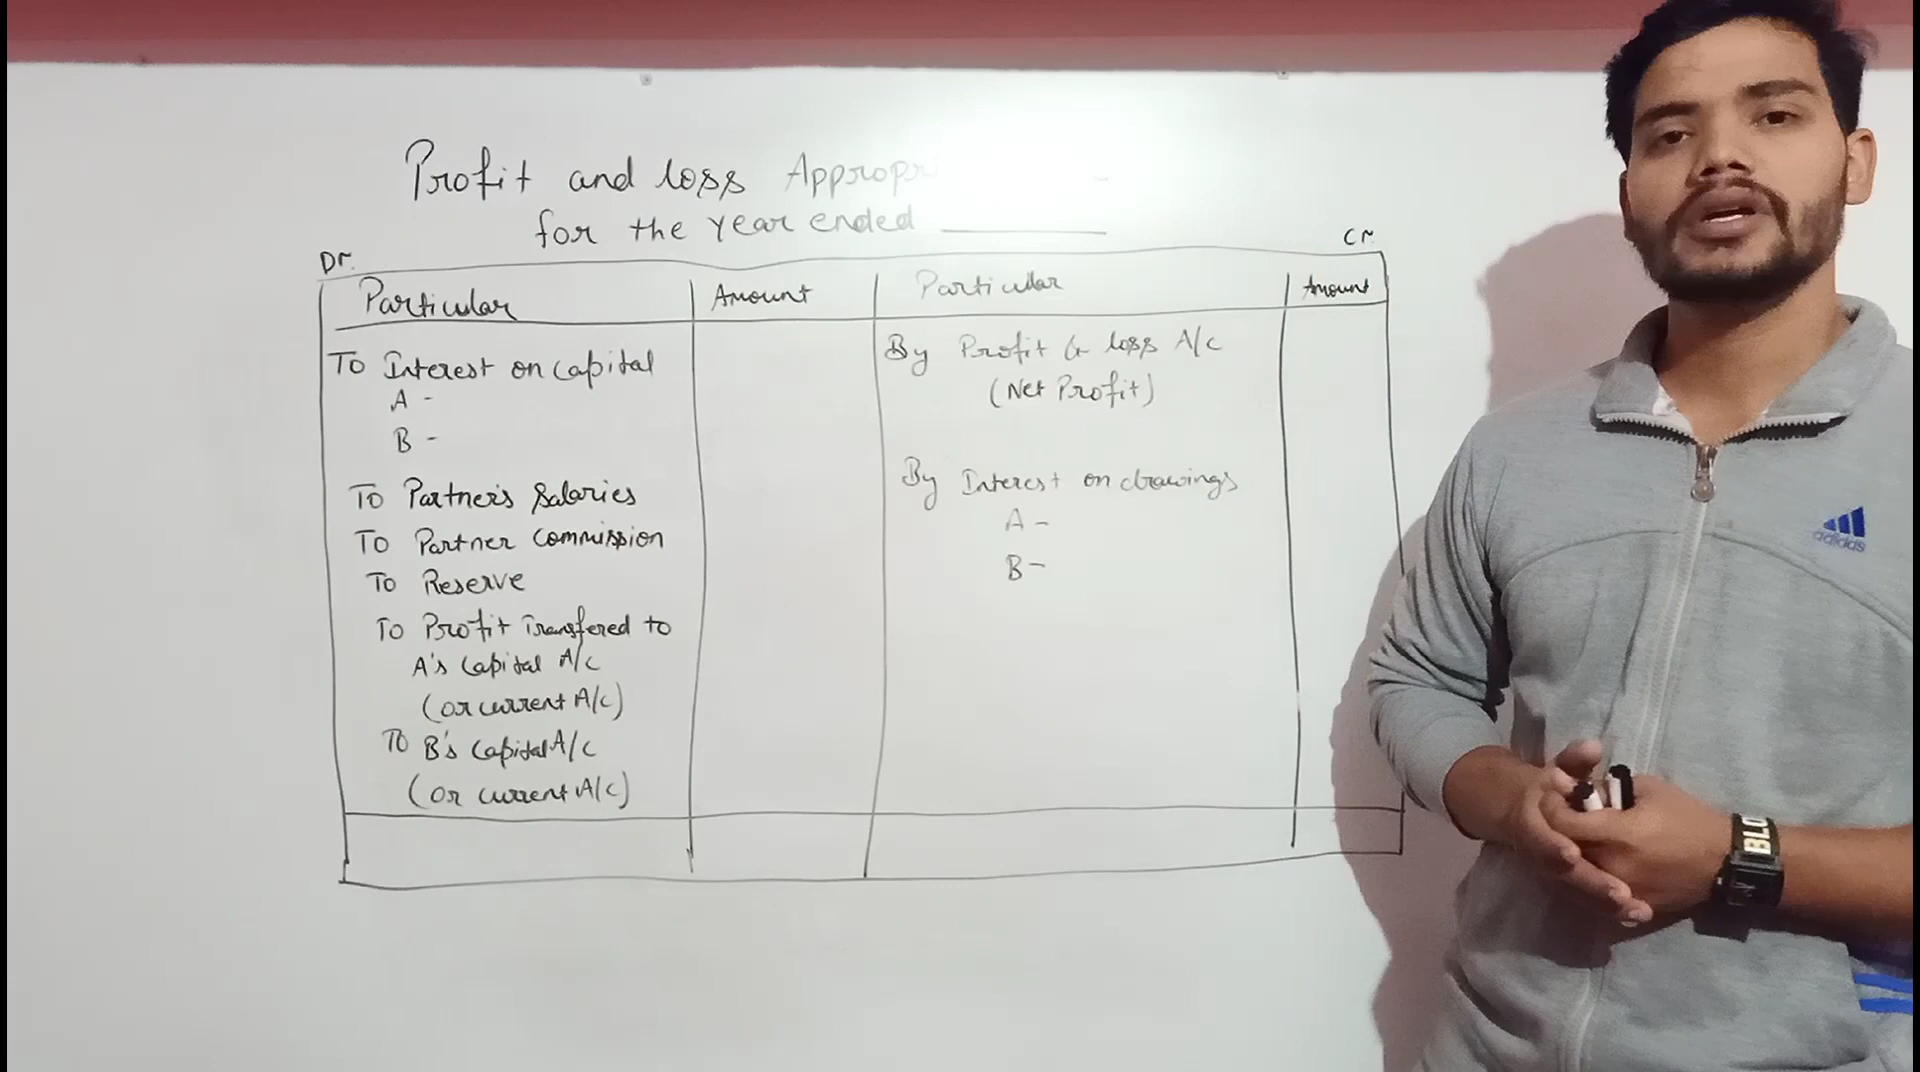 Profit and loss Appropr
for the year ended
Dr. Cr.
Particular Amount Particular Amount
To Interest on capital
A -
B -
To Partner's Salaries
To Partner Commission
To Reserve
To Profit Transfered to
A's Capital A/c
(or current A/c)
To B's Capital A/c
(or current A/c)
By Profit & loss A/c
(Net Profit)
By Interest on drawings
A -
B -
adidas
BLO